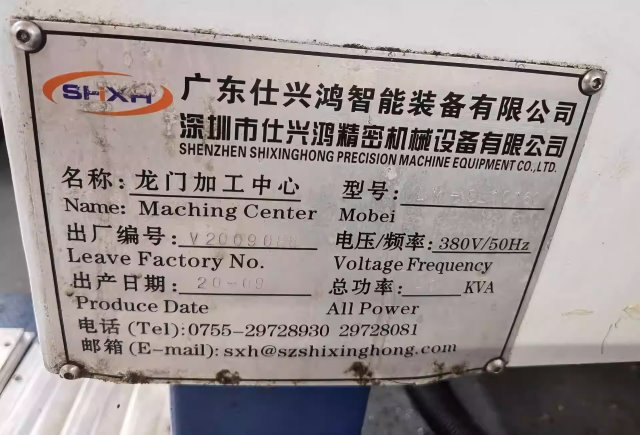 SHXH 广东仕兴鸿智能装备有限公司
深圳市仕兴鸿精密机械设备有限公司
SHENZHEN SHIXINGHONG PRECISION MACHINE EQUIPMENT CO.,LTD.
名称: 龙门加工中心 型号:
Name: Maching Center Mobei
出厂编号: 电压/频率: 380V/50Hz
Leave Factory No. Voltage Frequency
出产日期: 20-09 总功率: KVA
Produce Date All Power
电话 (Tel): 0755-29728930 29728081
邮箱 (E-mail): sxh@szshixinghong.com